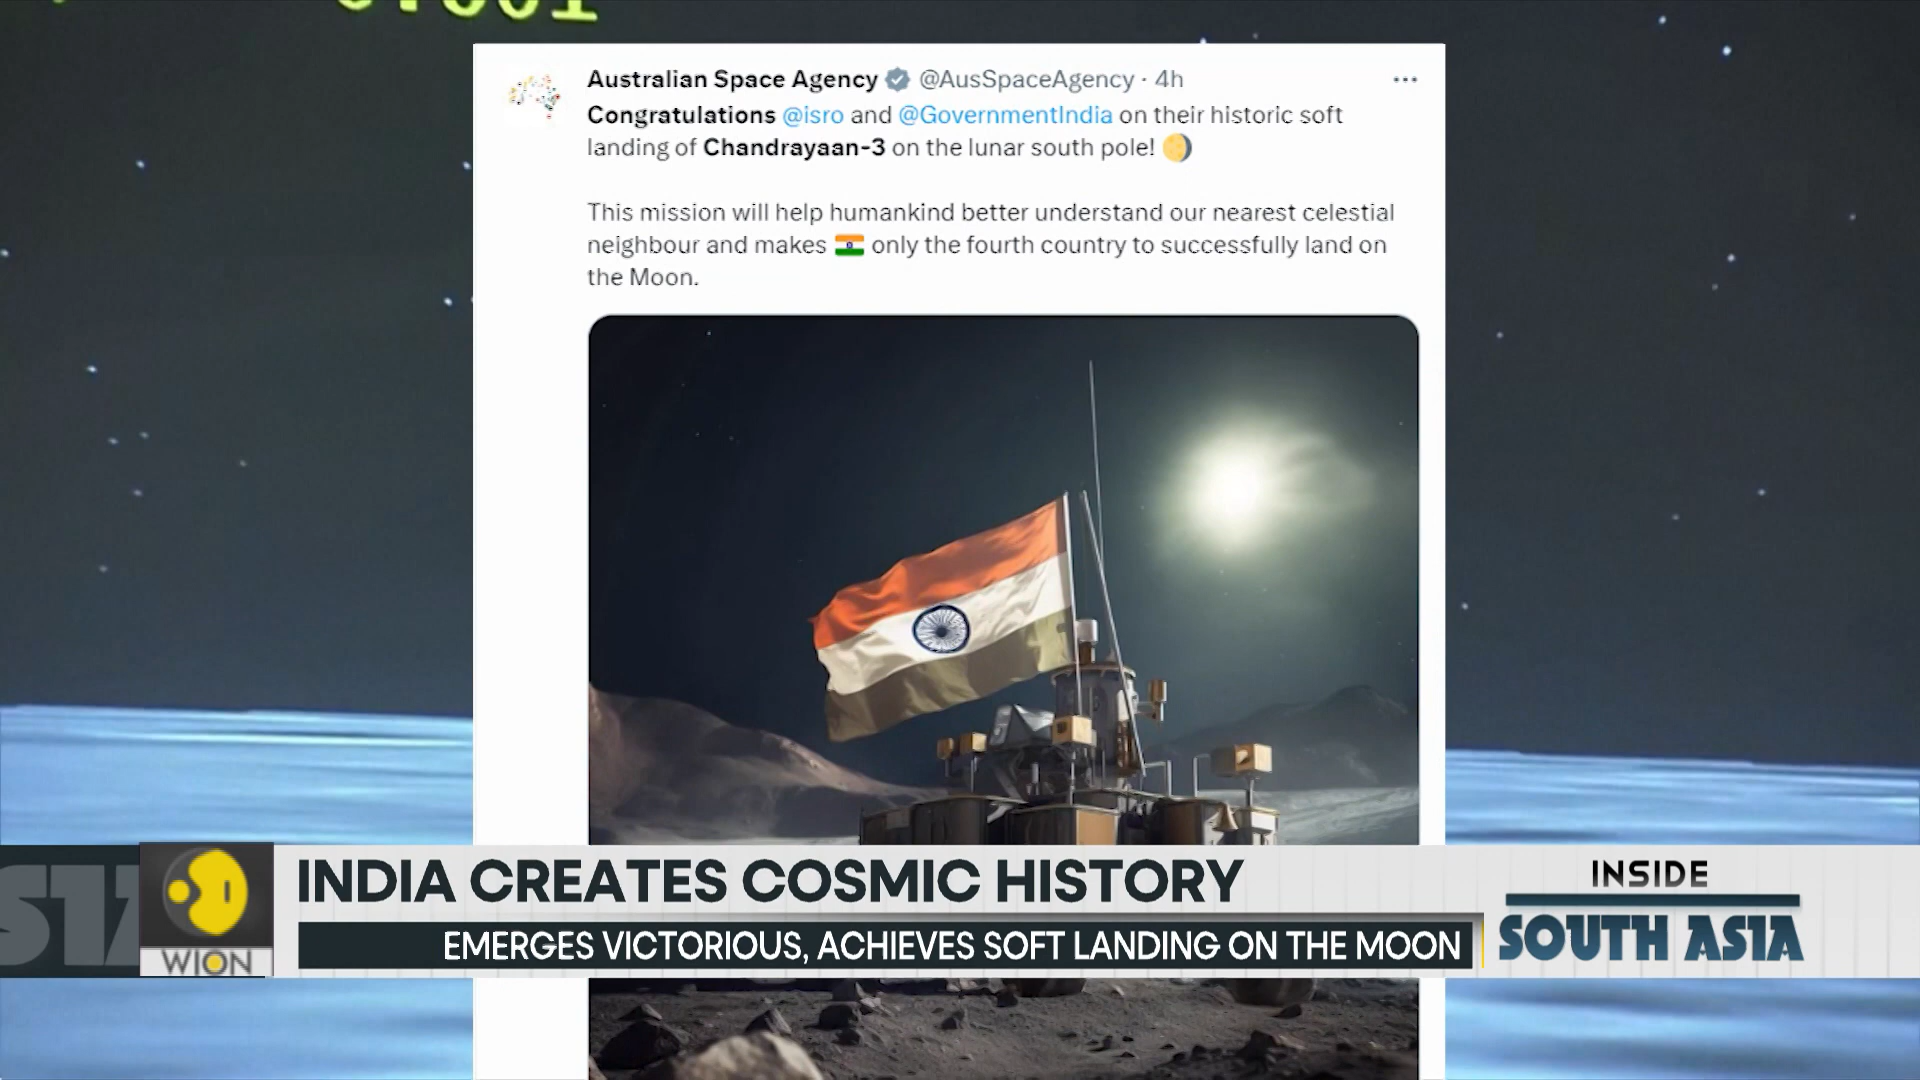 Australian Space Agency @AusSpaceAgency · 4h
Congratulations @isro and @GovernmentIndia on their historic soft
landing of Chandrayaan-3 on the lunar south pole!
This mission will help humankind better understand our nearest celestial
neighbour and makes only the fourth country to successfully land on
the Moon.
INDIA CREATES COSMIC HISTORY
EMERGES VICTORIOUS, ACHIEVES SOFT LANDING ON THE MOON
WION
INSIDE
SOUTH ASIA